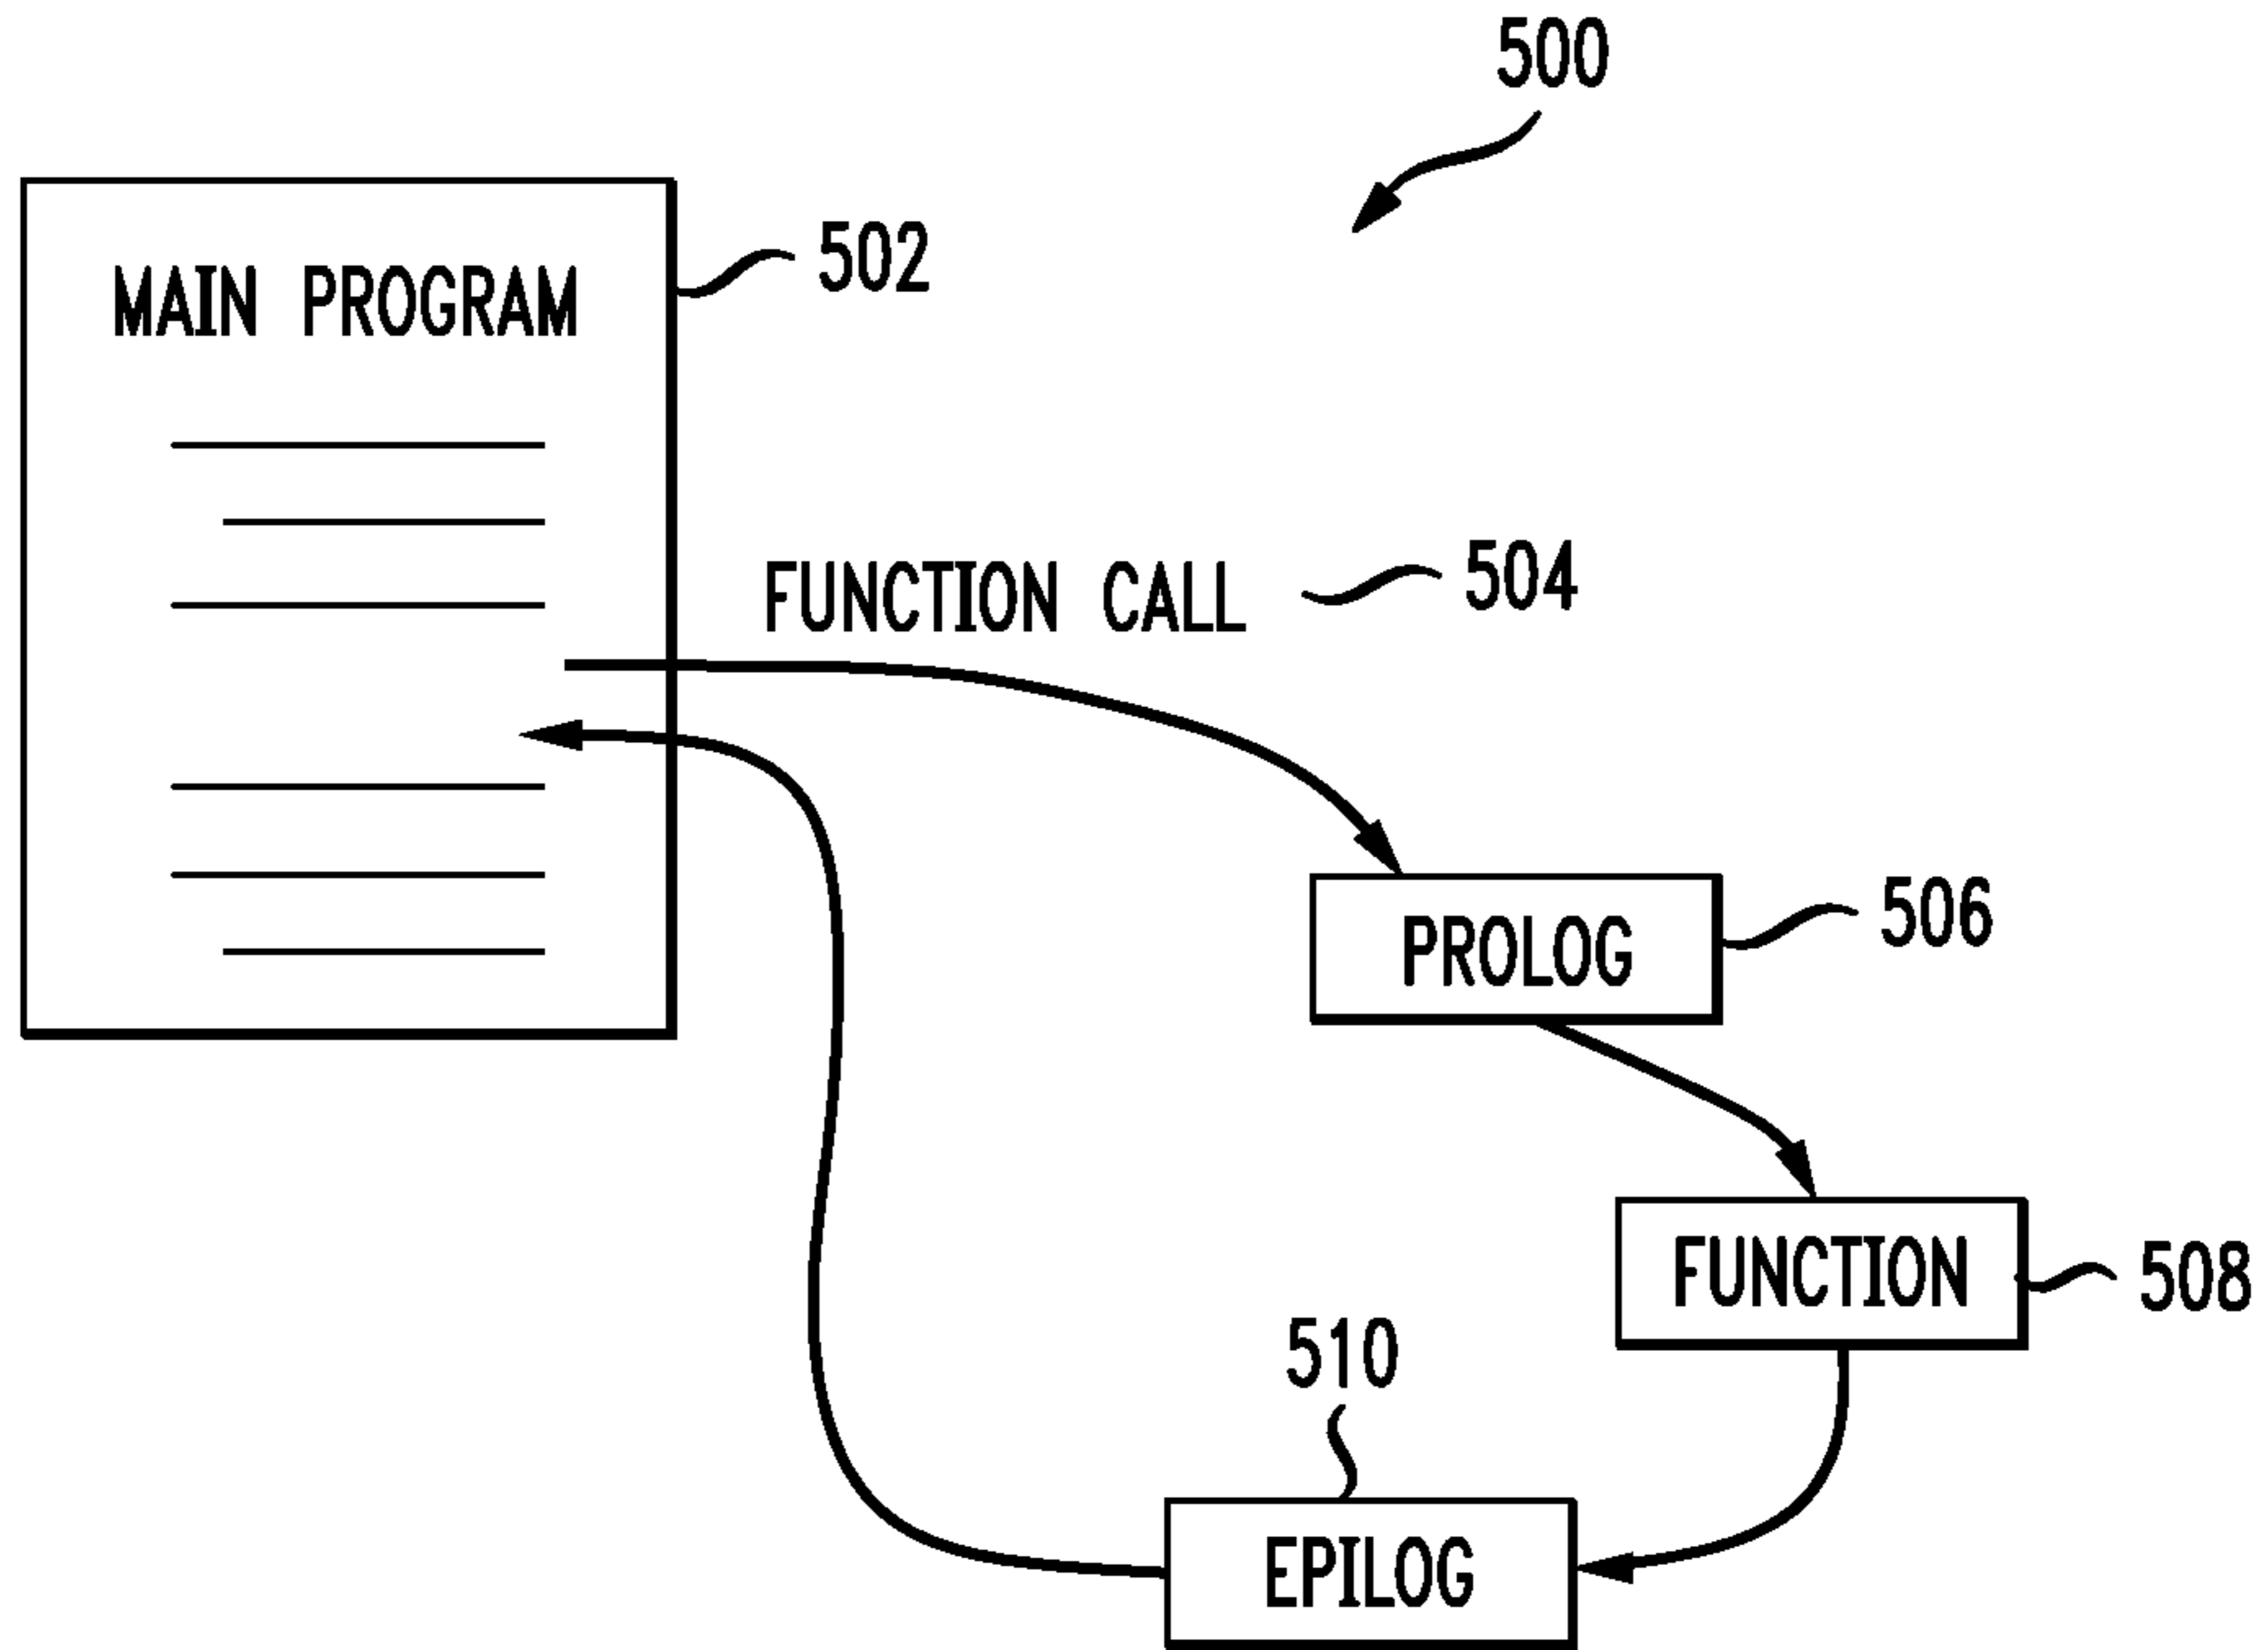 500
502
MAIN PROGRAM
504
FUNCTION CALL
506
PROLOG
508
FUNCTION
510
EPILOG